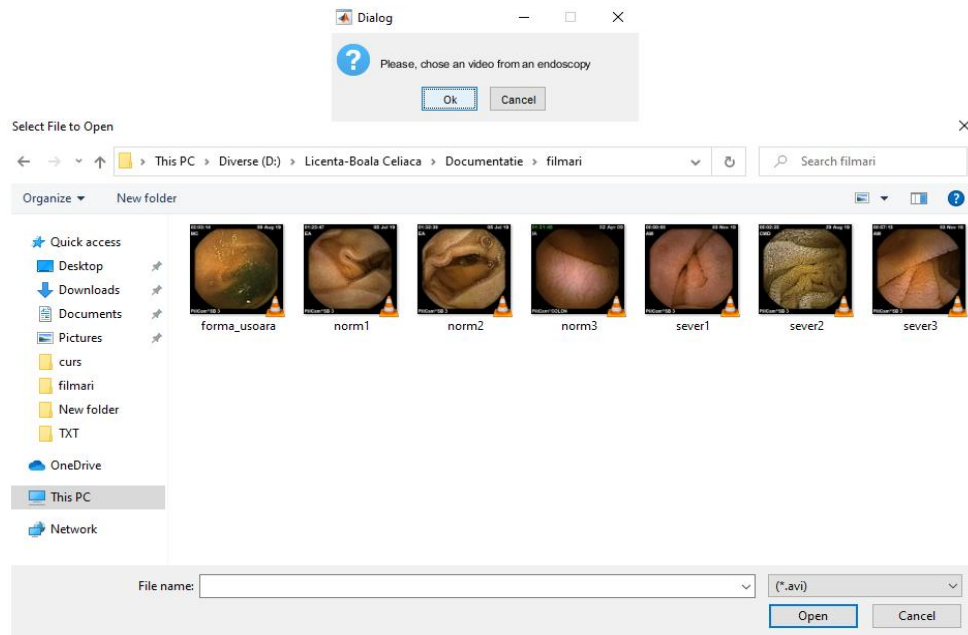 Dialog
Please, chose an video from an endoscopy
Ok Cancel
Select File to Open
This PC > Diverse (D:) > Licenta-Boala Celiaca > Documentatie > filmari
Search filmari
Organize New folder
Quick access
Desktop
Downloads
Documents
Pictures
curs
filmari
New folder
TXT
OneDrive
This PC
Network
forma_usoara norm1 norm2 norm3 sever1 sever2 sever3
File name: (*.avi)
Open Cancel